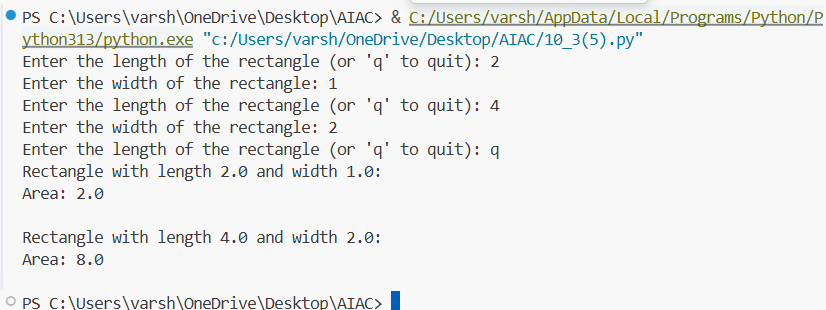 PS C:\Users\varsh\OneDrive\Desktop\AIAC> & C:/Users/varsh/AppData/Local/Programs/Python/P
ython313/python.exe "c:/Users/varsh/OneDrive/Desktop/AIAC/10_3(5).py"
Enter the length of the rectangle (or 'q' to quit): 2
Enter the width of the rectangle: 1
Enter the length of the rectangle (or 'q' to quit): 4
Enter the width of the rectangle: 2
Enter the length of the rectangle (or 'q' to quit): q
Rectangle with length 2.0 and width 1.0:
Area: 2.0
Rectangle with length 4.0 and width 2.0:
Area: 8.0
PS C:\Users\varsh\OneDrive\Desktop\AIAC>